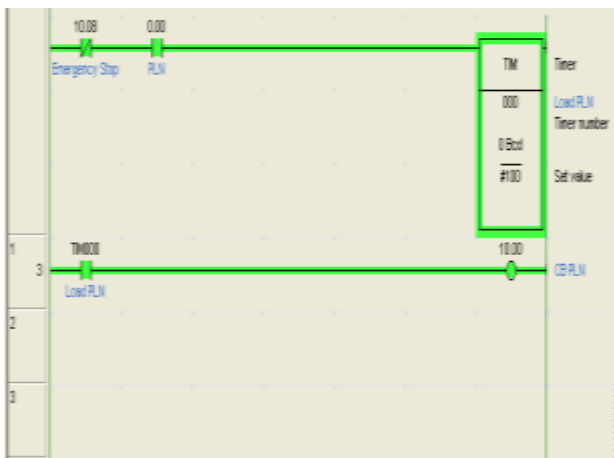 10.08 0.00
Emergency Stop PLN
TIM Timer
000 Load PLN
Timer number
0 Bcd
#100 Set value
1
3
TIM000 10.00
CB PLN
Load PLN
2
3